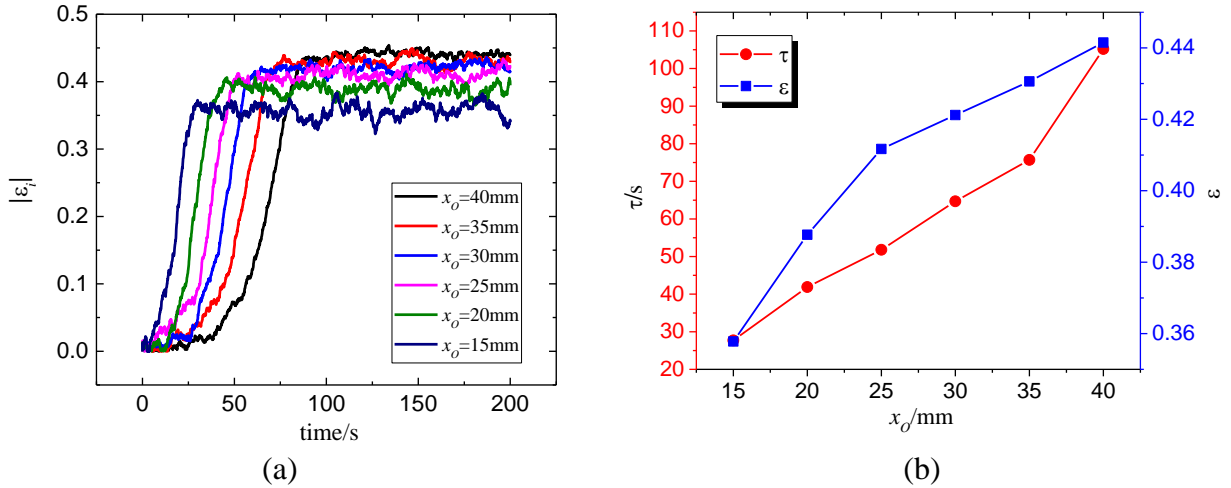 0.5
0.4
0.3
0.2
0.1
0.0
|εᵢ|
xₒ=40mm
xₒ=35mm
xₒ=30mm
xₒ=25mm
xₒ=20mm
xₒ=15mm
0 50 100 150 200
time/s
(a)
110
100
90
80
70
60
50
40
30
20
τ/s
τ
ε
0.44
0.42
0.40
0.38
0.36
ε
15 20 25 30 35 40
xₒ/mm
(b)